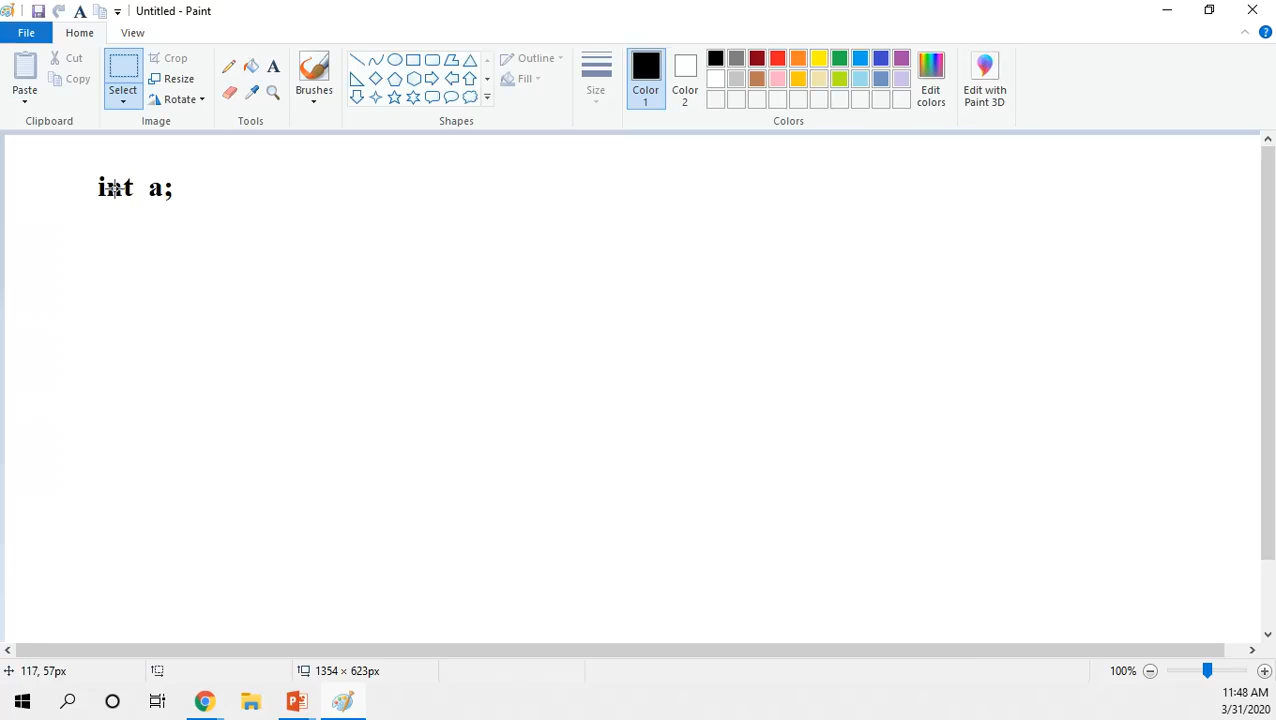 Untitled - Paint
File
Home
View
Paste
Cut
Copy
Clipboard
Select
Crop
Resize
Rotate
Image
Tools
Brushes
Shapes
Outline
Fill
Size
Color 1
Color 2
Colors
Edit colors
Edit with Paint 3D
int a;
117, 57px
1354 × 623px
100%
11:48 AM
3/31/2020